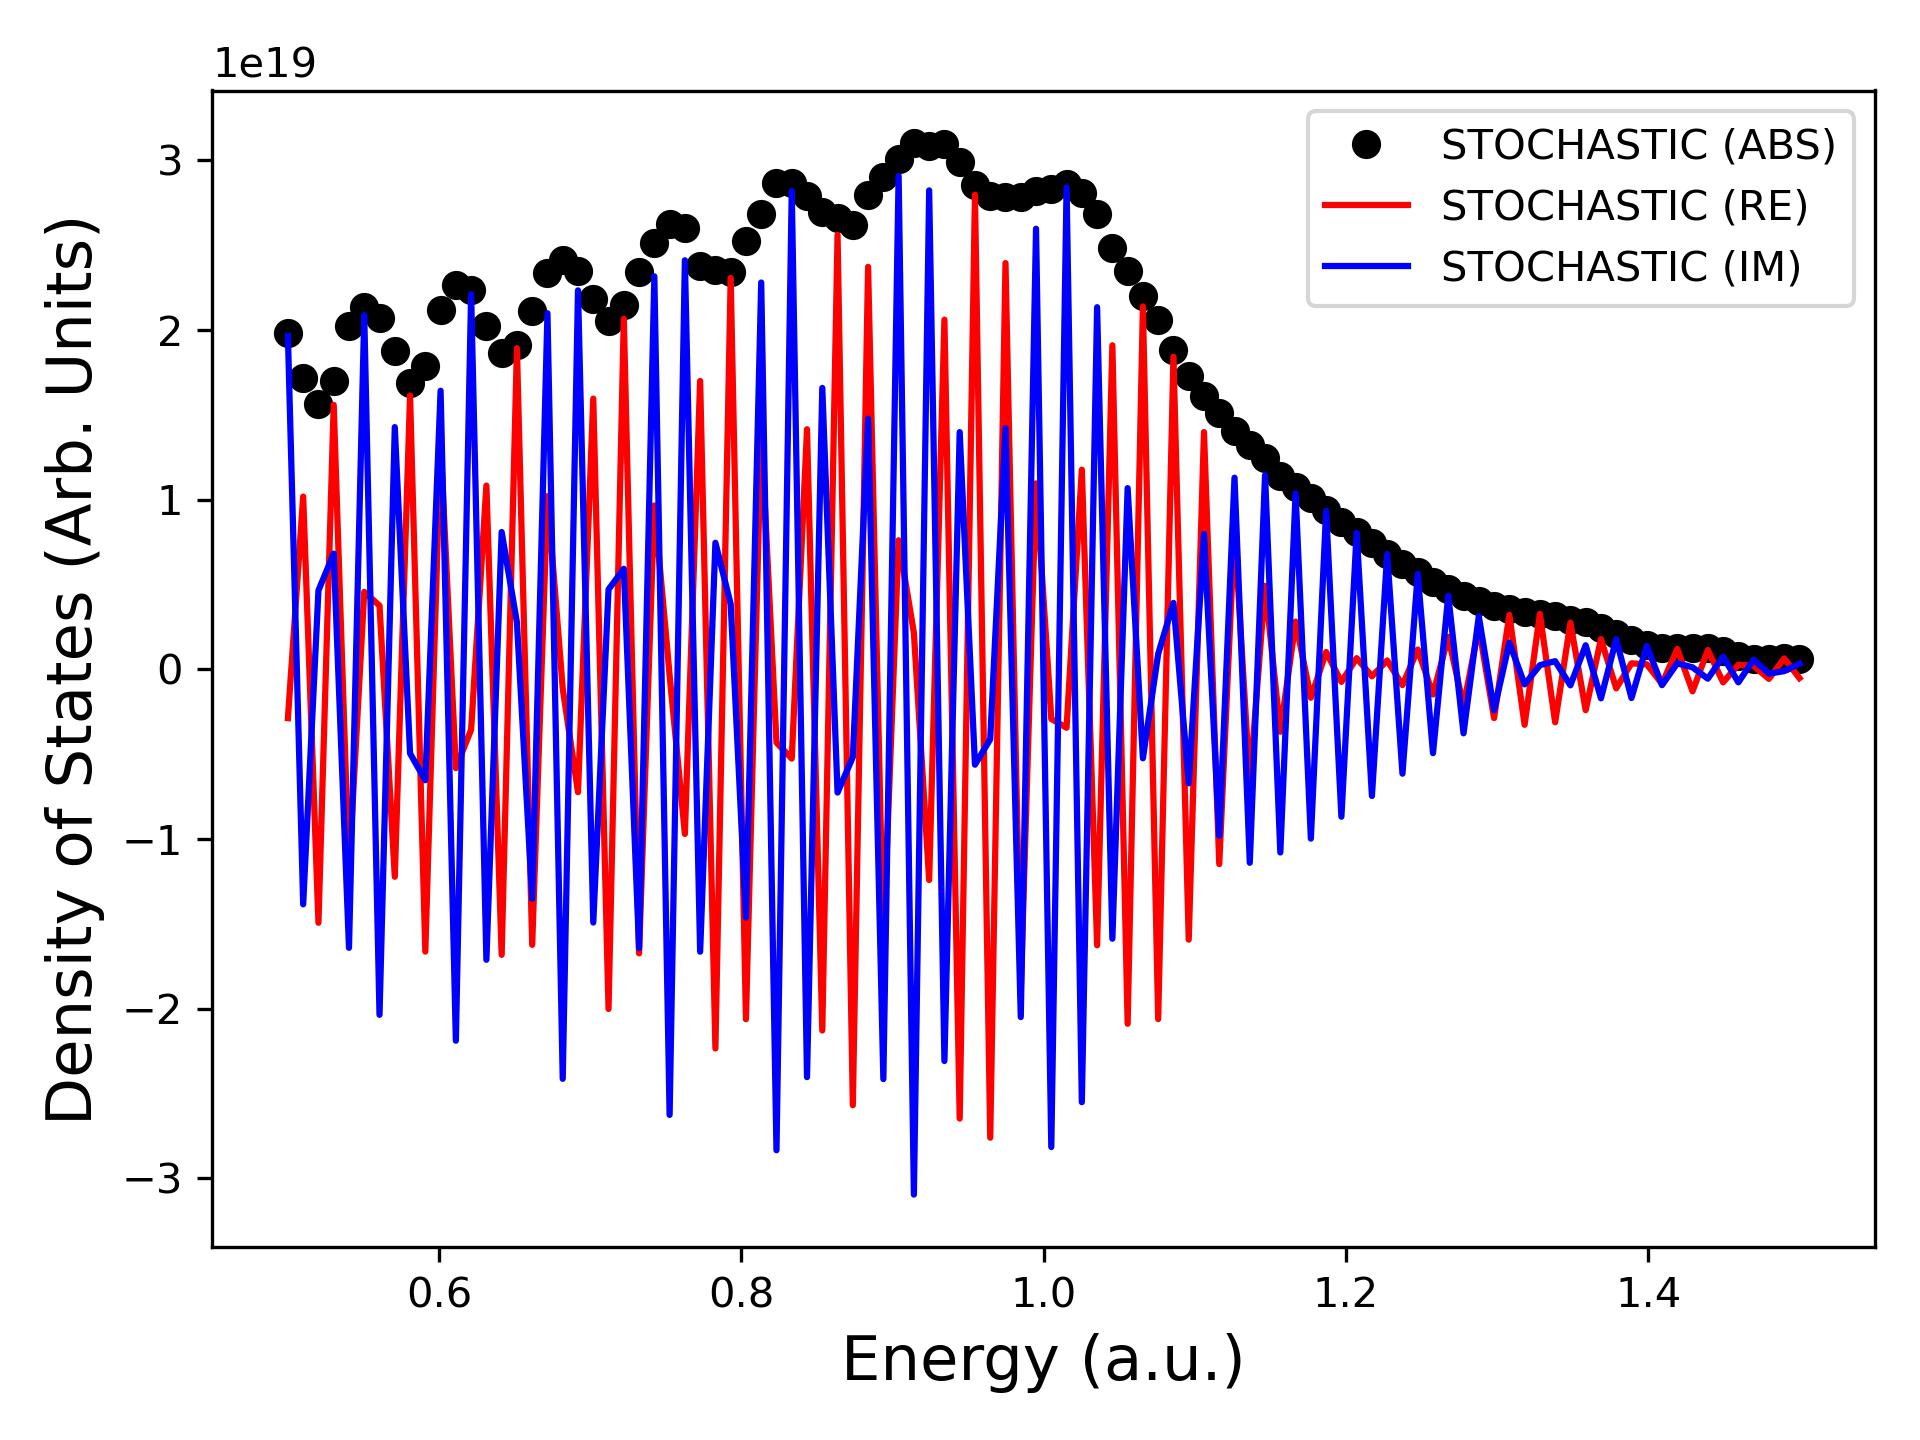 1e19
STOCHASTIC (ABS)
STOCHASTIC (RE)
STOCHASTIC (IM)
3
2
1
0
−1
−2
−3
Density of States (Arb. Units)
0.6 0.8 1.0 1.2 1.4
Energy (a.u.)